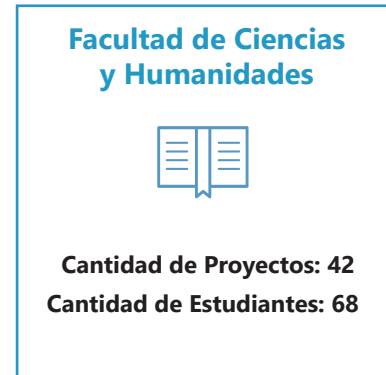 Facultad de Ciencias
y Humanidades
Cantidad de Proyectos: 42
Cantidad de Estudiantes: 68